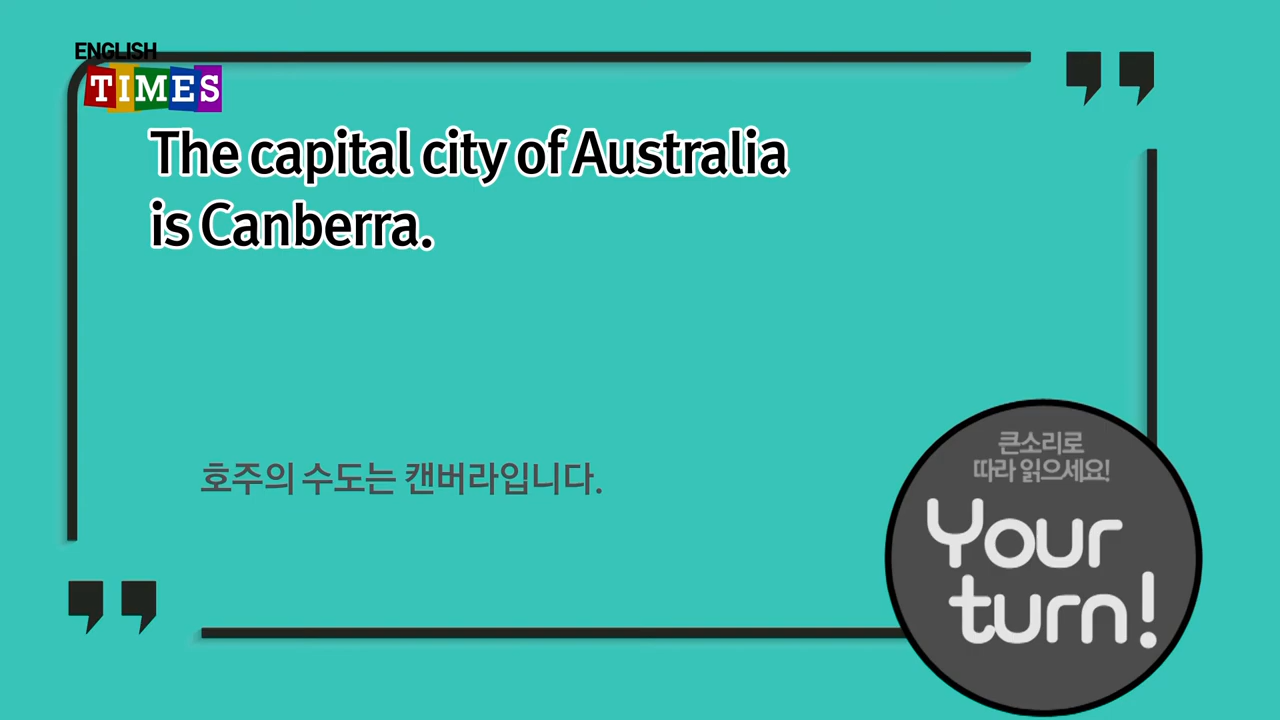 ENGLISH
TIMES
The capital city of Australia
is Canberra.
호주의 수도는 캔버라입니다.
큰소리로
따라 읽으세요!
Your
turn!